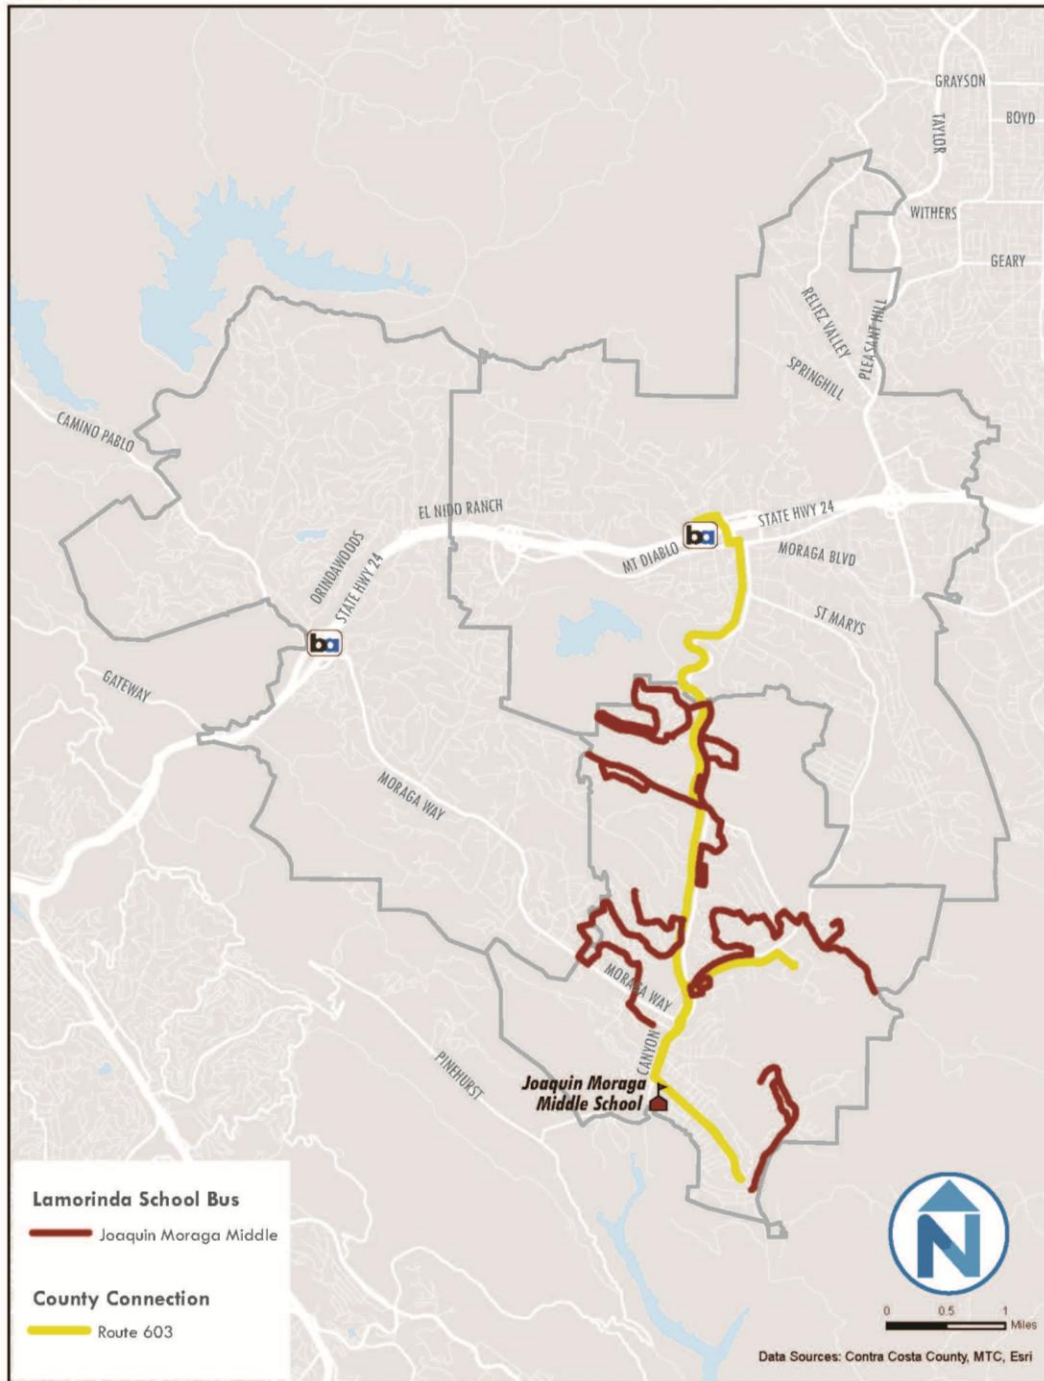 GRAYSON
BOYD
TAYLOR
WITHERS
GEARY
RELIEZ VALLEY
PLEASANT HILL
SPRINGHILL
CAMINO PABLO
EL NIDO RANCH
STATE HWY 24
ORINDAWOODS
STATE HWY 24
ba
MT DIABLO
MORAGA BLVD
ST MARYS
ba
GATEWAY
MORAGA WAY
MORAGA WAY
CANYON
PINEHURST
Joaquin Moraga
Middle School
Lamorinda School Bus
Joaquin Moraga Middle
County Connection
Route 603
N
0 0.5 1
Miles
Data Sources: Contra Costa County, MTC, Esri